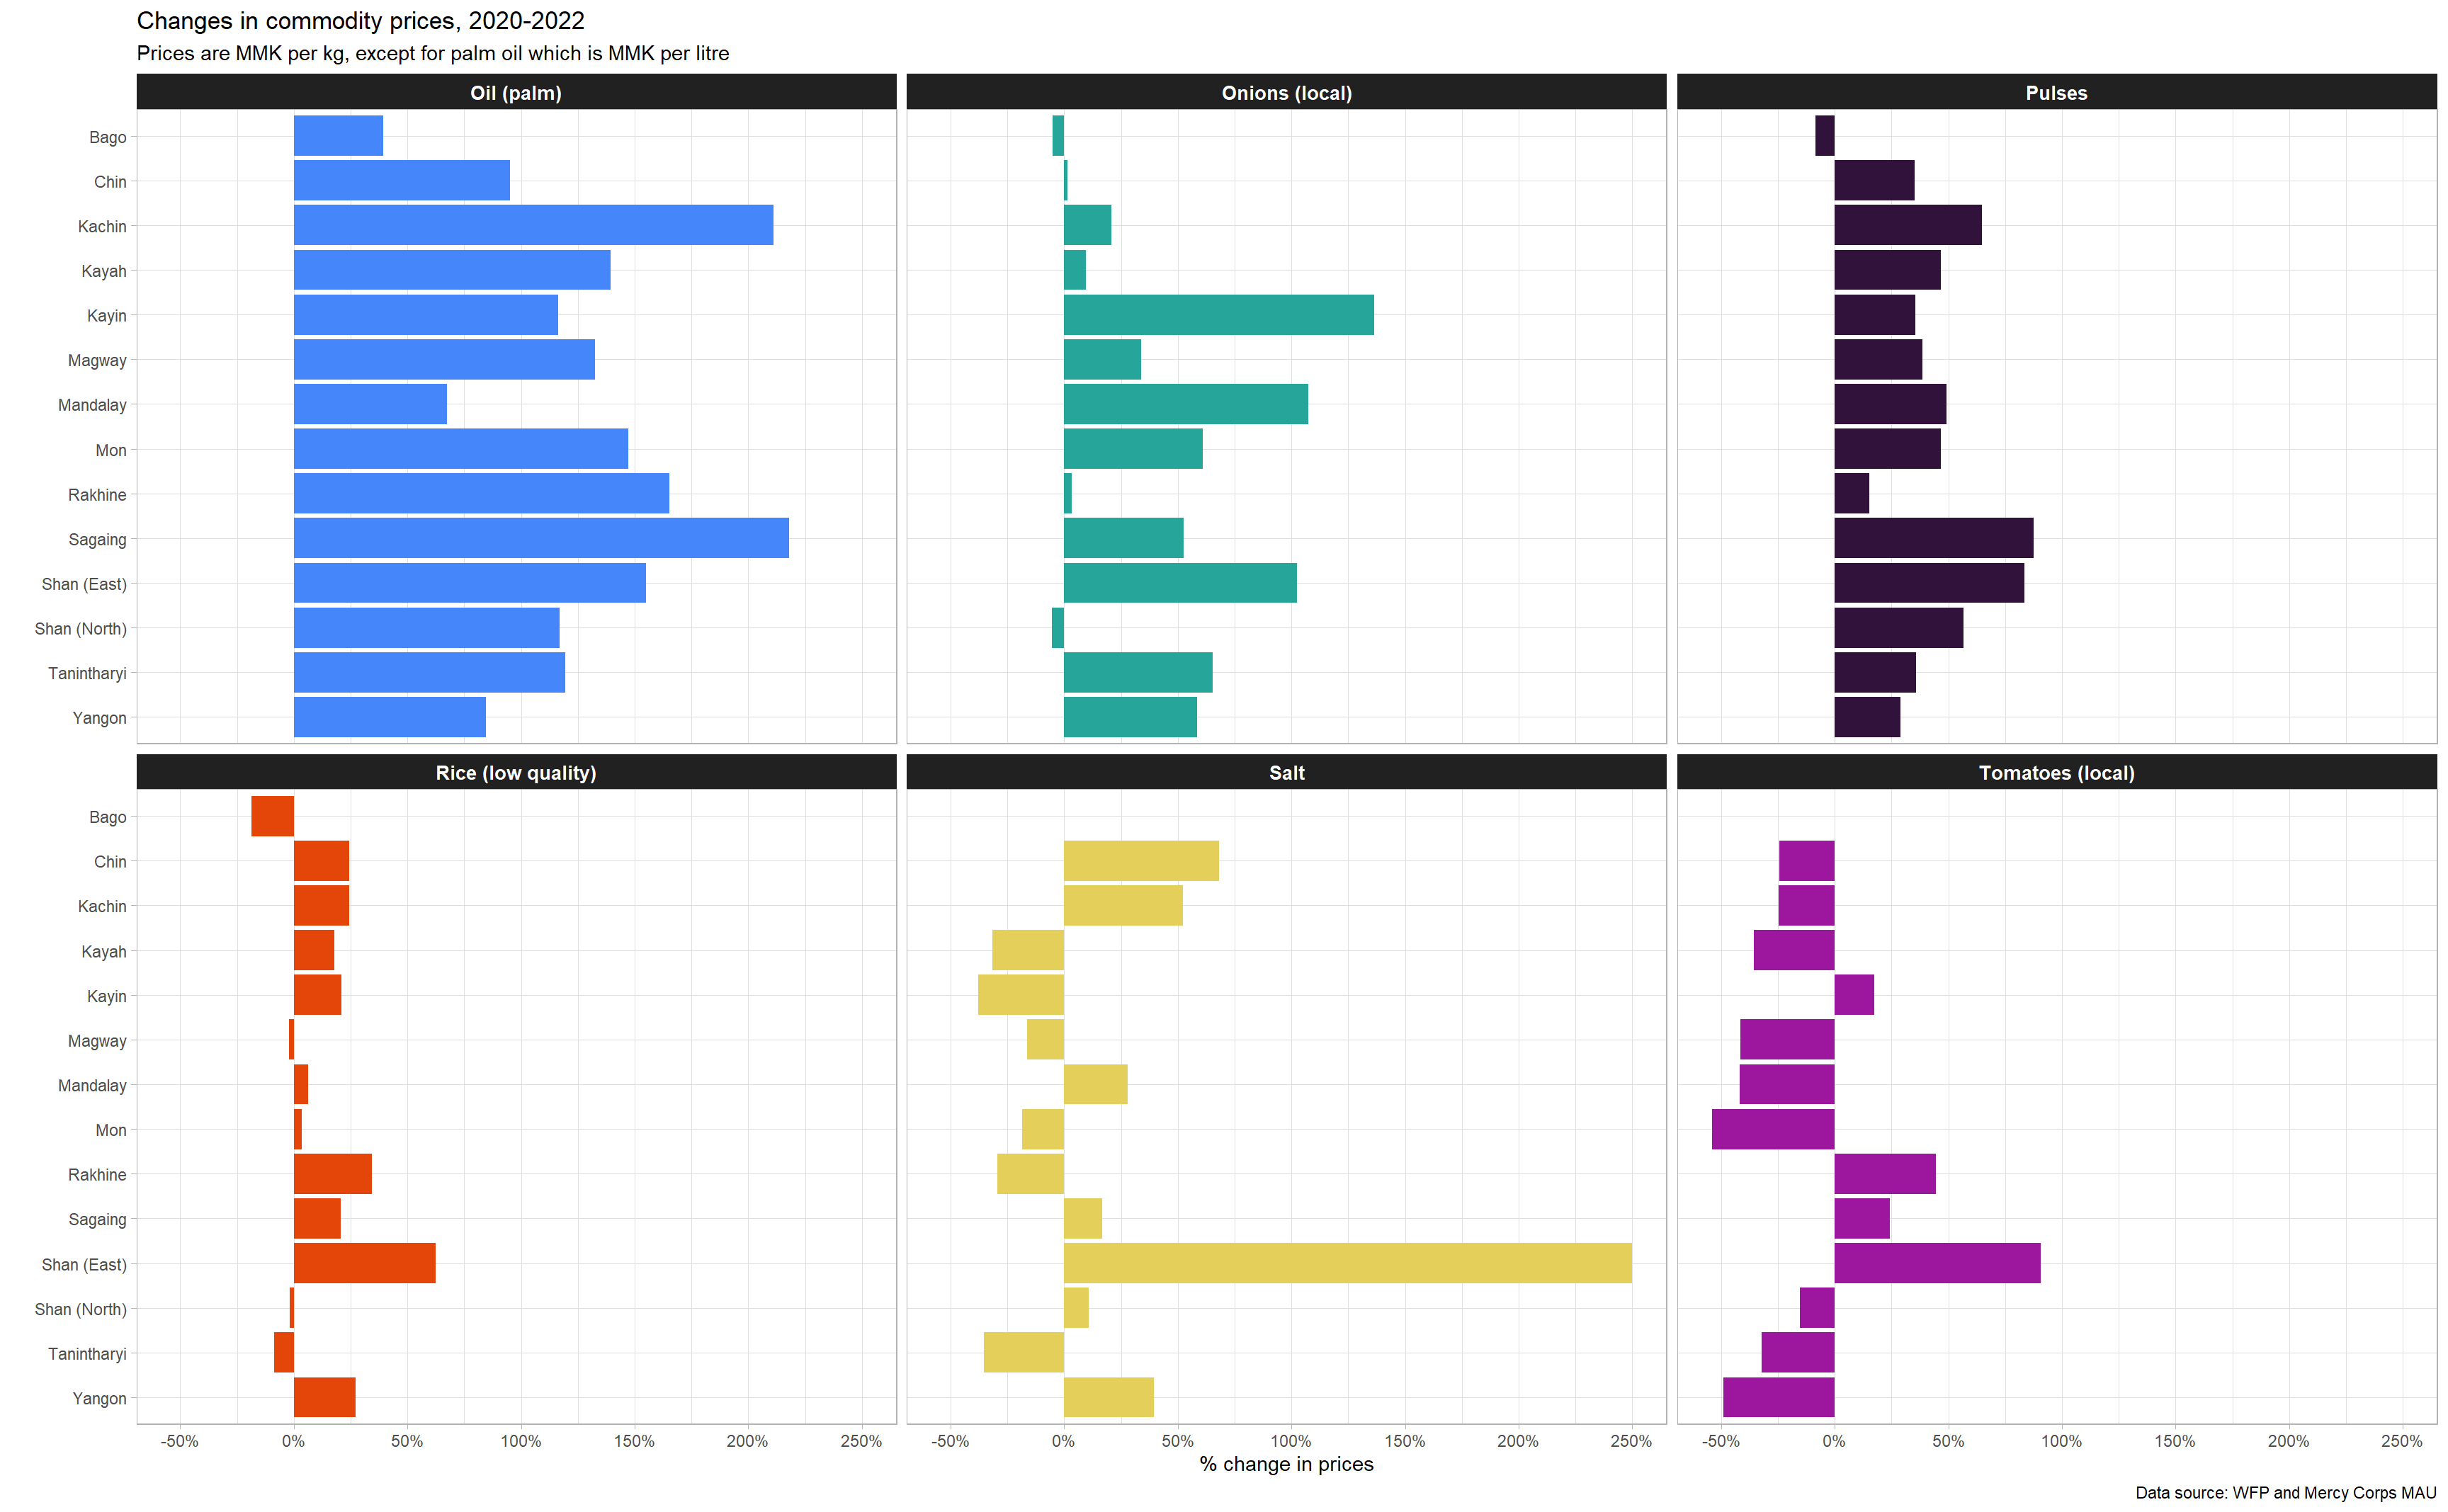 Changes in commodity prices, 2020-2022
Prices are MMK per kg, except for palm oil which is MMK per litre
Oil (palm)
Onions (local)
Pulses
Bago
Chin
Kachin
Kayah
Kayin
Magway
Mandalay
Mon
Rakhine
Sagaing
Shan (East)
Shan (North)
Tanintharyi
Yangon
Rice (low quality)
Salt
Tomatoes (local)
Bago
Chin
Kachin
Kayah
Kayin
Magway
Mandalay
Mon
Rakhine
Sagaing
Shan (East)
Shan (North)
Tanintharyi
Yangon
-50% 0% 50% 100% 150% 200% 250%
-50% 0% 50% 100% 150% 200% 250%
-50% 0% 50% 100% 150% 200% 250%
% change in prices
Data source: WFP and Mercy Corps MAU